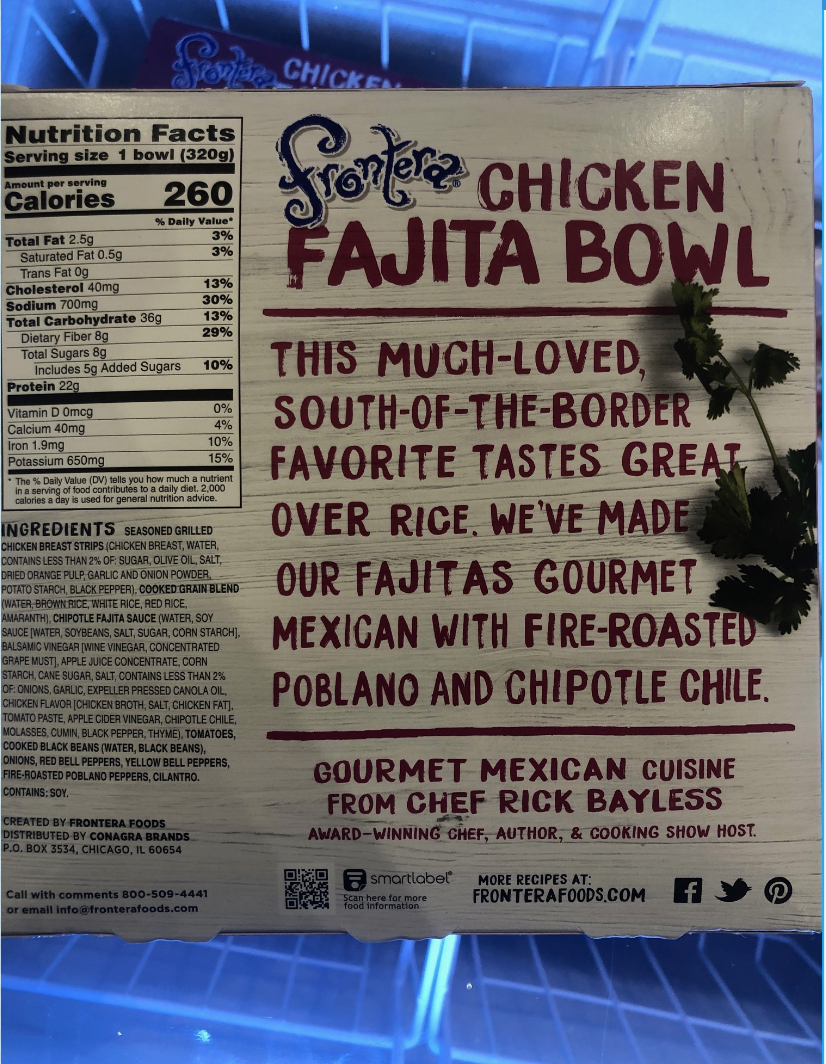 frontera CHICKEN
Nutrition Facts
Serving size 1 bowl (320g)
Amount per serving
Calories 260
% Daily Value*
Total Fat 2.5g 3%
Saturated Fat 0.5g 3%
Trans Fat 0g
Cholesterol 40mg 13%
Sodium 700mg 30%
Total Carbohydrate 36g 13%
Dietary Fiber 8g 29%
Total Sugars 8g
Includes 5g Added Sugars 10%
Protein 22g
Vitamin D 0mcg 0%
Calcium 40mg 4%
Iron 1.9mg 10%
Potassium 650mg 15%
* The % Daily Value (DV) tells you how much a nutrient
in a serving of food contributes to a daily diet. 2,000
calories a day is used for general nutrition advice.
INGREDIENTS SEASONED GRILLED
CHICKEN BREAST STRIPS (CHICKEN BREAST, WATER,
CONTAINS LESS THAN 2% OF: SUGAR, OLIVE OIL, SALT,
DRIED ORANGE PULP, GARLIC AND ONION POWDER,
POTATO STARCH, BLACK PEPPER), COOKED GRAIN BLEND
(WATER, BROWN RICE, WHITE RICE, RED RICE,
AMARANTH), CHIPOTLE FAJITA SAUCE (WATER, SOY
SAUCE [WATER, SOYBEANS, SALT, SUGAR, CORN STARCH],
BALSAMIC VINEGAR [WINE VINEGAR, CONCENTRATED
GRAPE MUST], APPLE JUICE CONCENTRATE, CORN
STARCH, CANE SUGAR, SALT, CONTAINS LESS THAN 2%
OF: ONIONS, GARLIC, EXPELLER PRESSED CANOLA OIL,
CHICKEN FLAVOR [CHICKEN BROTH, SALT, CHICKEN FAT],
TOMATO PASTE, APPLE CIDER VINEGAR, CHIPOTLE CHILE,
MOLASSES, CUMIN, BLACK PEPPER, THYME), TOMATOES,
COOKED BLACK BEANS (WATER, BLACK BEANS),
ONIONS, RED BELL PEPPERS, YELLOW BELL PEPPERS,
FIRE-ROASTED POBLANO PEPPERS, CILANTRO.
CONTAINS: SOY.
CREATED BY FRONTERA FOODS
DISTRIBUTED BY CONAGRA BRANDS
P.O. BOX 3534, CHICAGO, IL 60654
Call with comments 800-509-4441
or email info@fronterafoods.com
frontera® CHICKEN
FAJITA BOWL
THIS MUCH-LOVED,
SOUTH-OF-THE-BORDER
FAVORITE TASTES GREAT
OVER RICE. WE'VE MADE
OUR FAJITAS GOURMET
MEXICAN WITH FIRE-ROASTED
POBLANO AND CHIPOTLE CHILE.
GOURMET MEXICAN CUISINE
FROM CHEF RICK BAYLESS
AWARD-WINNING CHEF, AUTHOR, & COOKING SHOW HOST.
smartlabel®
Scan here for more
food information
MORE RECIPES AT:
FRONTERAFOODS.COM